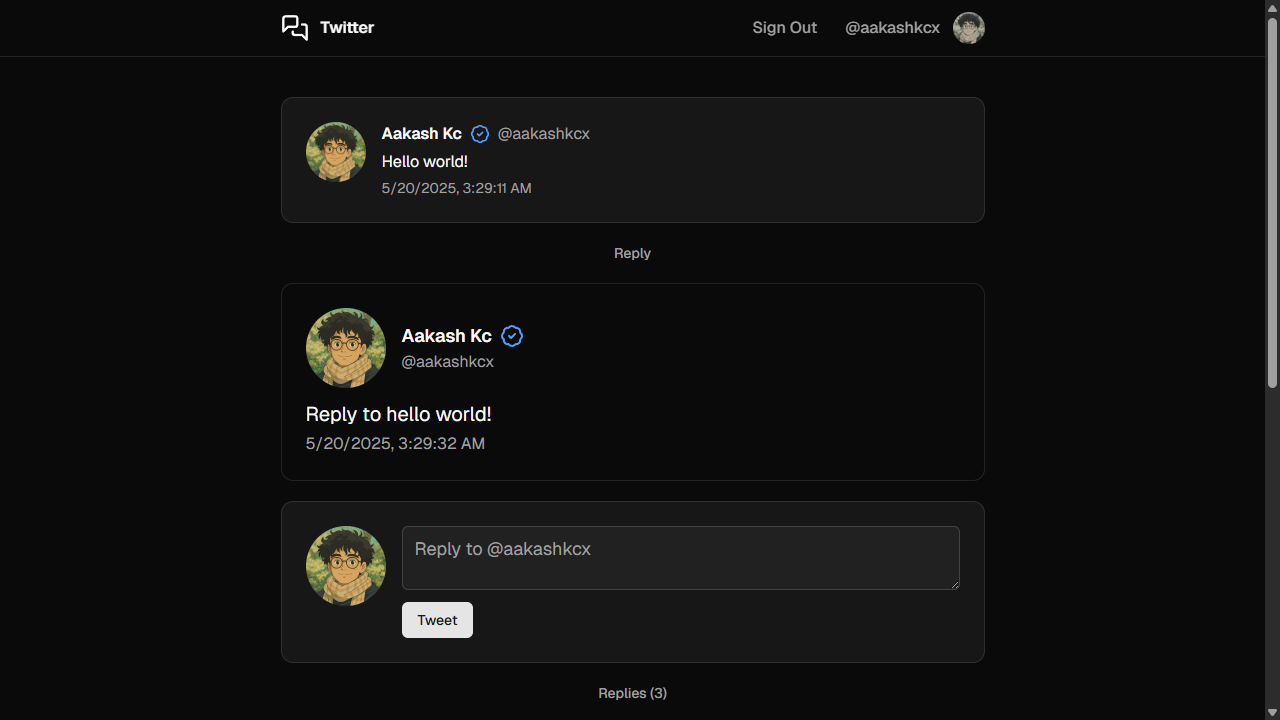 Twitter
Sign Out @aakashkcx
Aakash Kc @aakashkcx
Hello world!
5/20/2025, 3:29:11 AM
Reply
Aakash Kc
@aakashkcx
Reply to hello world!
5/20/2025, 3:29:32 AM
Reply to @aakashkcx
Tweet
Replies (3)